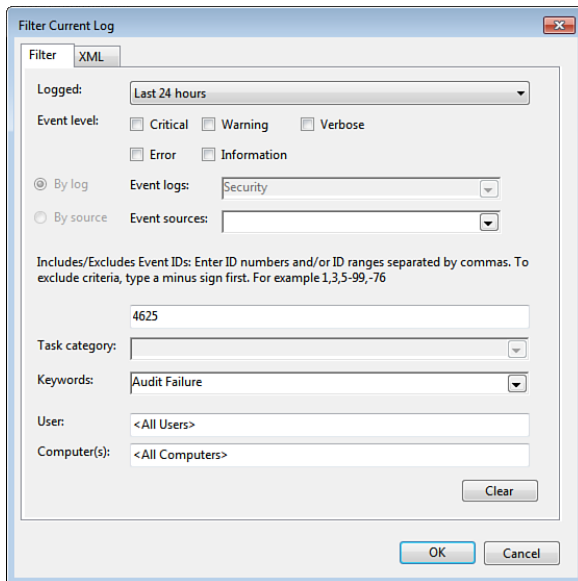 Filter Current Log
Filter XML
Logged: Last 24 hours
Event level: Critical Warning Verbose
Error Information
By log Event logs: Security
By source Event sources:
Includes/Excludes Event IDs: Enter ID numbers and/or ID ranges separated by commas. To
exclude criteria, type a minus sign first. For example 1,3,5-99,-76
4625
Task category:
Keywords: Audit Failure
User: <All Users>
Computer(s): <All Computers>
Clear
OK Cancel